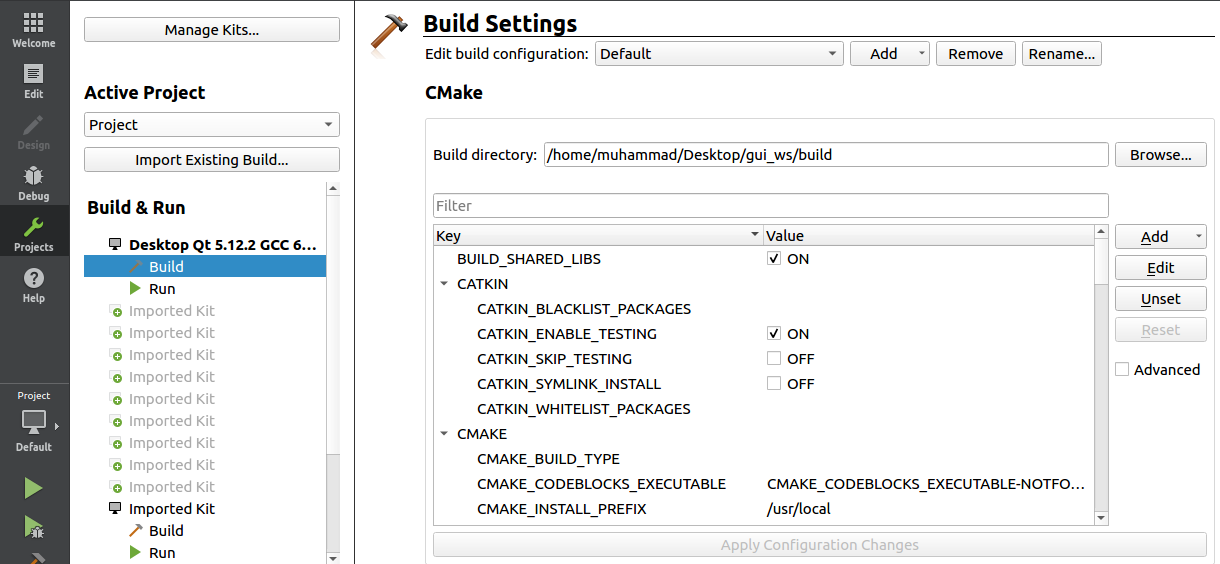 Welcome
Edit
Design
Debug
Projects
Help
Project
Default
Manage Kits...
Active Project
Project
Import Existing Build...
Build & Run
Desktop Qt 5.12.2 GCC 6...
Build
Run
Imported Kit
Imported Kit
Imported Kit
Imported Kit
Imported Kit
Imported Kit
Imported Kit
Imported Kit
Imported Kit
Imported Kit
Build
Run
Build Settings
Edit build configuration: Default Add Remove Rename...
CMake
Build directory: /home/muhammad/Desktop/gui_ws/build Browse...
Filter
Key Value
BUILD_SHARED_LIBS ON
CATKIN
CATKIN_BLACKLIST_PACKAGES
CATKIN_ENABLE_TESTING ON
CATKIN_SKIP_TESTING OFF
CATKIN_SYMLINK_INSTALL OFF
CATKIN_WHITELIST_PACKAGES
CMAKE
CMAKE_BUILD_TYPE
CMAKE_CODEBLOCKS_EXECUTABLE CMAKE_CODEBLOCKS_EXECUTABLE-NOTFO...
CMAKE_INSTALL_PREFIX /usr/local
Add
Edit
Unset
Reset
Advanced
Apply Configuration Changes